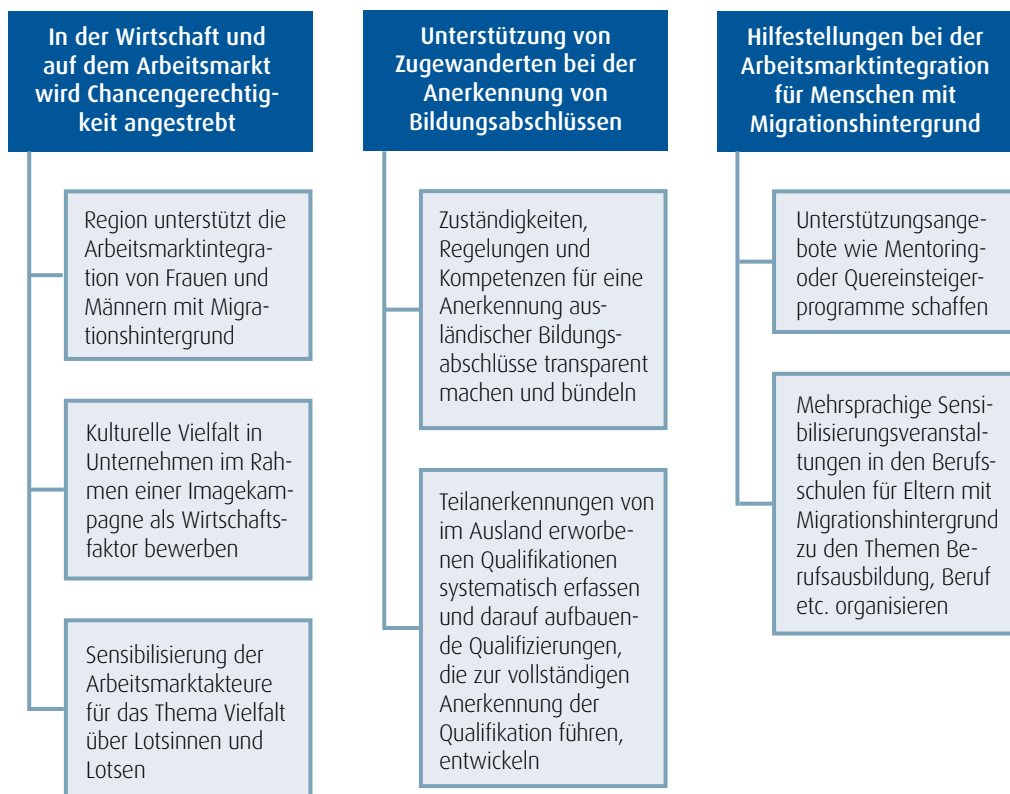 In der Wirtschaft und
auf dem Arbeitsmarkt
wird Chancengerechtig-
keit angestrebt
Region unterstützt die
Arbeitsmarktintegra-
tion von Frauen und
Männern mit Migra-
tionshintergrund
Kulturelle Vielfalt in
Unternehmen im Rah-
men einer Imagekam-
pagne als Wirtschafts-
faktor bewerben
Sensibilisierung der
Arbeitsmarktakteure
für das Thema Vielfalt
über Lotsinnen und
Lotsen
Unterstützung von
Zugewanderten bei der
Anerkennung von
Bildungsabschlüssen
Zuständigkeiten,
Regelungen und
Kompetenzen für eine
Anerkennung aus-
ländischer Bildungs-
abschlüsse transparent
machen und bündeln
Teilanerkennungen von
im Ausland erworbe-
nen Qualifikationen
systematisch erfassen
und darauf aufbauen-
de Qualifizierungen,
die zur vollständigen
Anerkennung der
Qualifikation führen,
entwickeln
Hilfestellungen bei der
Arbeitsmarktintegration
für Menschen mit
Migrationshintergrund
Unterstützungsange-
bote wie Mentoring-
oder Quereinsteiger-
programme schaffen
Mehrsprachige Sensi-
bilisierungsveranstal-
tungen in den Berufs-
schulen für Eltern mit
Migrationshintergrund
zu den Themen Be-
rufsausbildung, Beruf
etc. organisieren